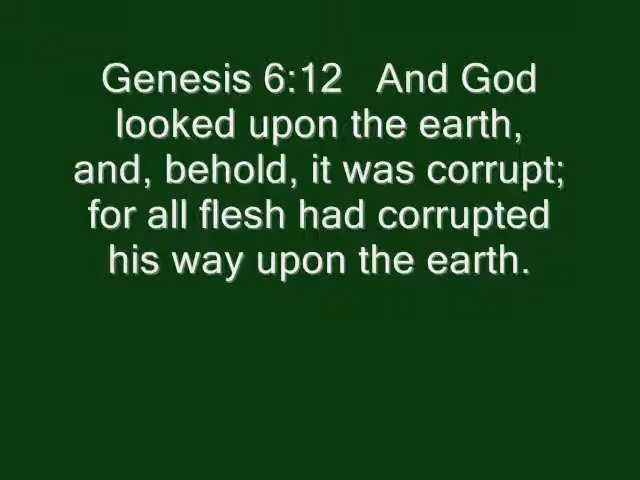 Genesis 6:12   And God
looked upon the earth,
and, behold, it was corrupt;
for all flesh had corrupted
his way upon the earth.